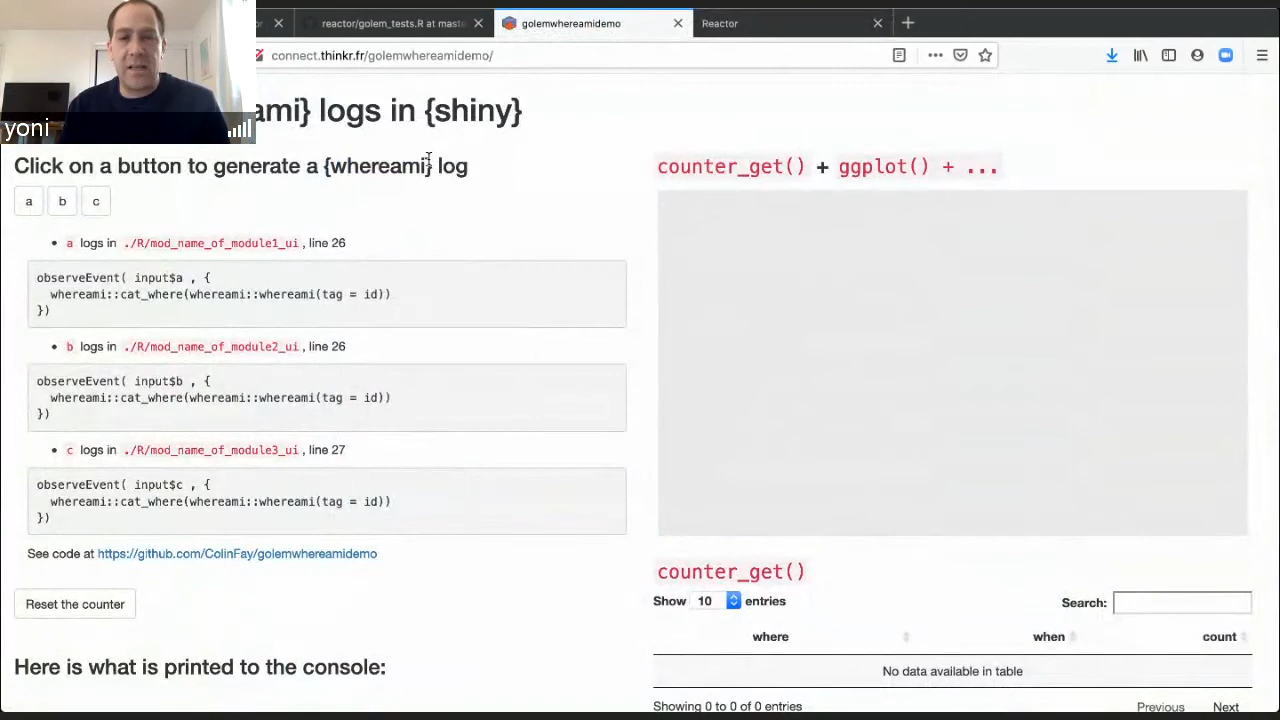 or
reactor/golem_tests.R at maste
golemwhereamidemo
Reactor
connect.thinkr.fr/golemwhereamidemo/
yoni
ami} logs in {shiny}
Click on a button to generate a {whereami} log
a b c
a logs in ./R/mod_name_of_module1_ui, line 26
observeEvent( input$a , {
whereami::cat_where(whereami::whereami(tag = id))
})
b logs in ./R/mod_name_of_module2_ui, line 26
observeEvent( input$b , {
whereami::cat_where(whereami::whereami(tag = id))
})
c logs in ./R/mod_name_of_module3_ui, line 27
observeEvent( input$c , {
whereami::cat_where(whereami::whereami(tag = id))
})
See code at https://github.com/ColinFay/golemwhereamidemo
Reset the counter
Here is what is printed to the console:
counter_get() + ggplot() + ...
counter_get()
Show 10 entries
Search:
where when count
No data available in table
Showing 0 to 0 of 0 entries
Previous Next